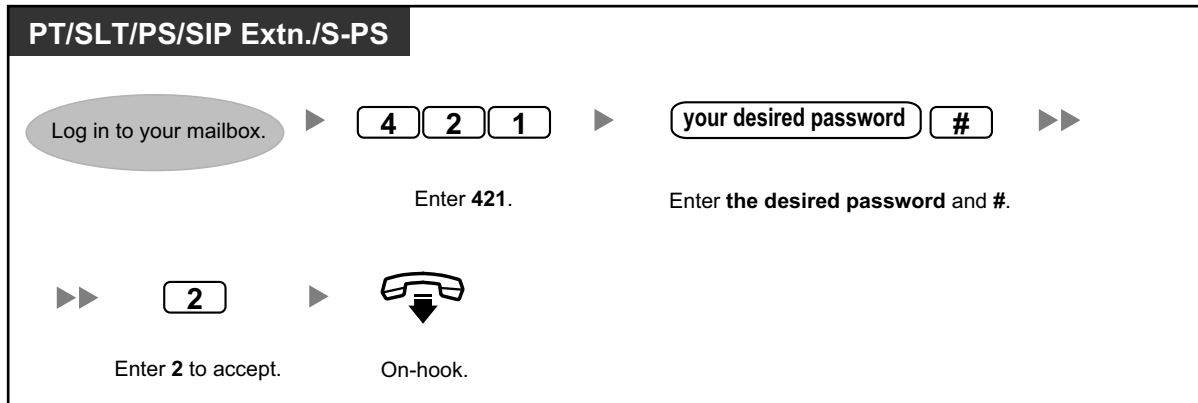 PT/SLT/PS/SIP Extn./S-PS
Log in to your mailbox. 4 2 1 your desired password #
Enter 421. Enter the desired password and #.
2
Enter 2 to accept. On-hook.